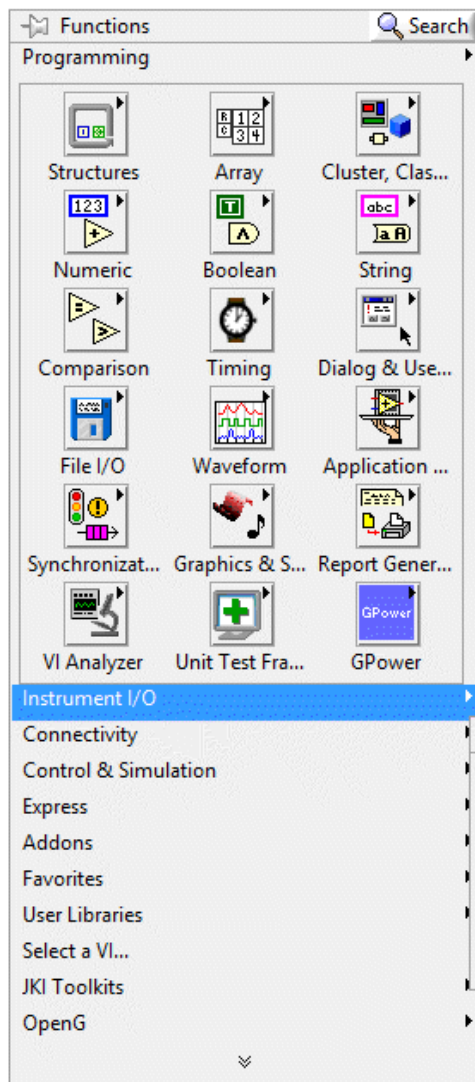 Functions Search
Programming
Structures Array Cluster, Clas...
123 T abc
Numeric Boolean String
Comparison Timing Dialog & Use...
File I/O Waveform Application ...
Synchronizat... Graphics & S... Report Gener...
GPower
VI Analyzer Unit Test Fra... GPower
Instrument I/O
Connectivity
Control & Simulation
Express
Addons
Favorites
User Libraries
Select a VI...
JKI Toolkits
OpenG